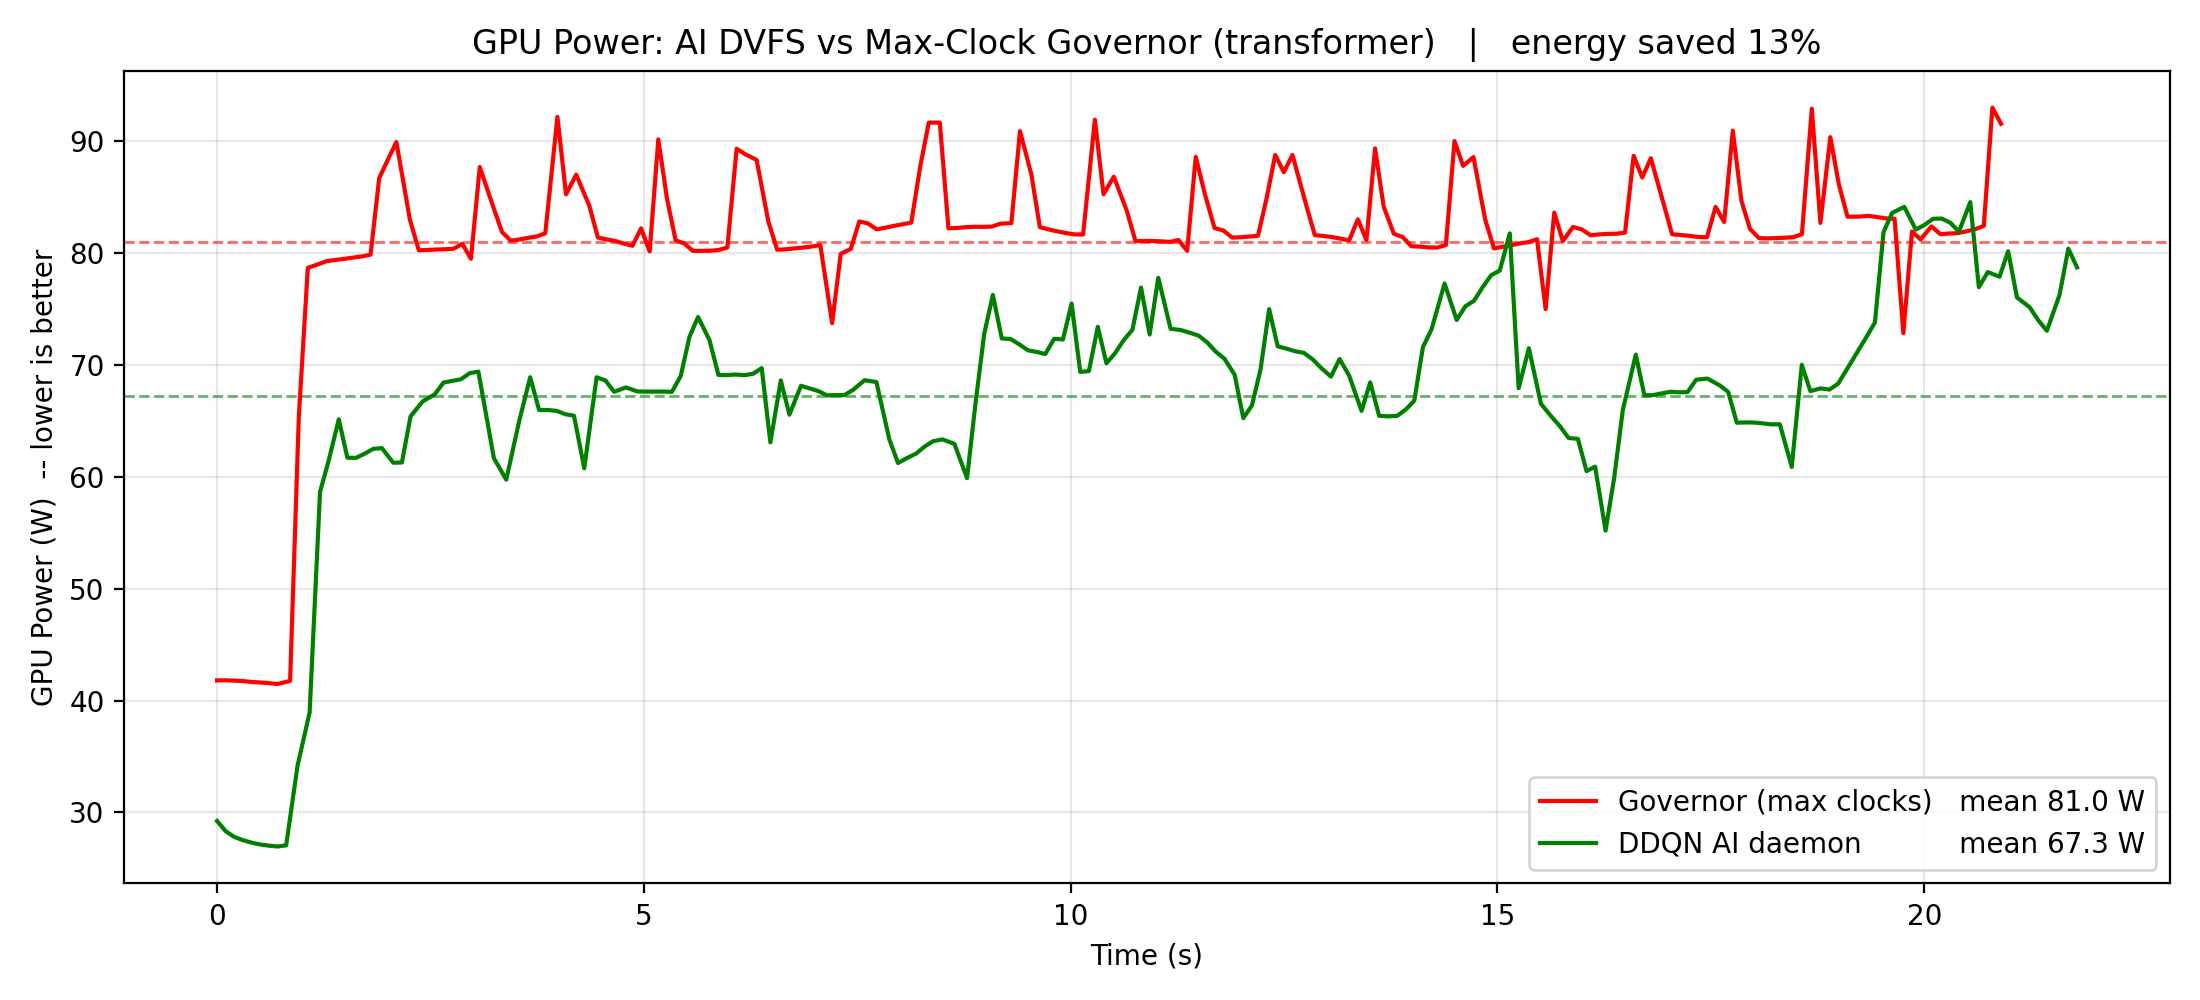 GPU Power: AI DVFS vs Max-Clock Governor (transformer) | energy saved 13%
GPU Power (W) -- lower is better
90
80
70
60
50
40
30
0 5 10 15 20
Time (s)
Governor (max clocks) mean 81.0 W
DDQN AI daemon mean 67.3 W